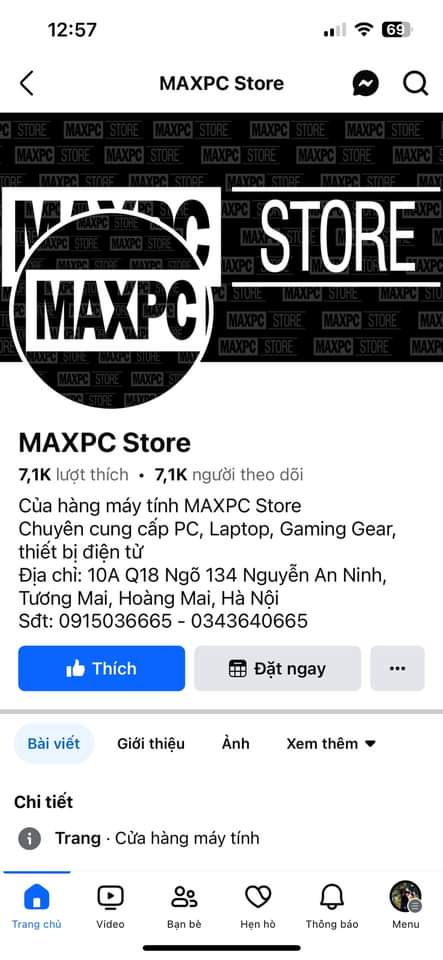 12:57
69
MAXPC Store
MAXPC STORE
MAXPC
MAXPC Store
7,1K lượt thích • 7,1K người theo dõi
Của hàng máy tính MAXPC Store
Chuyên cung cấp PC, Laptop, Gaming Gear,
thiết bị điện tử
Địa chỉ: 10A Q18 Ngõ 134 Nguyễn An Ninh,
Tương Mai, Hoàng Mai, Hà Nội
Sđt: 0915036665 - 0343640665
Thích
Đặt ngay
Bài viết Giới thiệu Ảnh Xem thêm
Chi tiết
Trang · Cửa hàng máy tính
Trang chủ Video Bạn bè Hẹn hò Thông báo Menu